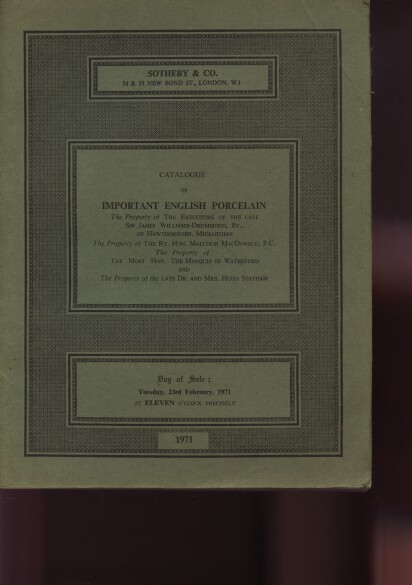 SOTHEBY & CO.
34 & 35 NEW BOND ST., LONDON, W.1
CATALOGUE
OF
IMPORTANT ENGLISH PORCELAIN
The Property of THE EXECUTORS OF THE LATE
SIR JAMES WILLIAMS-DRUMMOND, BT.,
OF HAWTHORNDEN, MIDLOTHIAN
The Property of THE RT. HON. MALCOLM MACDONALD, P.C.
The Property of
THE MOST HON. THE MARQUIS OF WATERFORD
AND
The Property of the LATE DR. AND MRS. HUGH STATHAM
Day of Sale:
Tuesday, 23rd February, 1971
AT ELEVEN O'CLOCK PRECISELY
1971